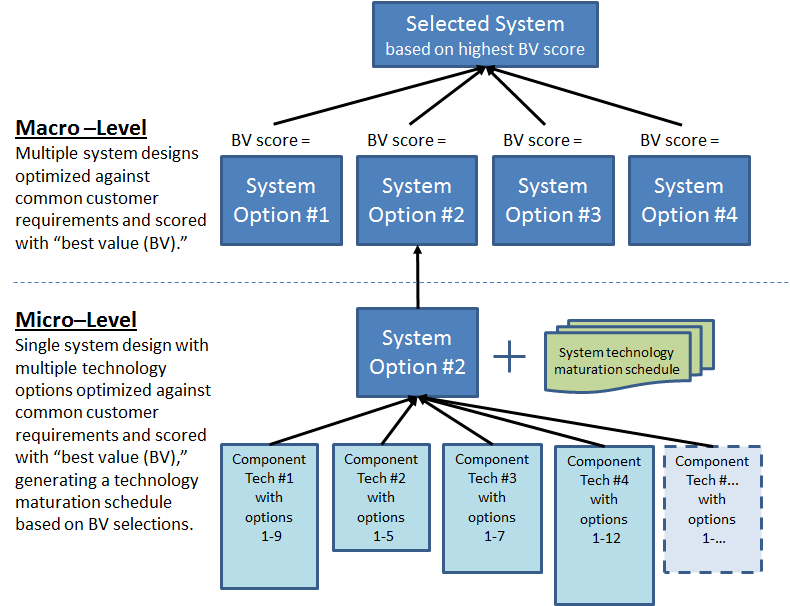 Selected System
based on highest BV score
Macro –Level
Multiple system designs
optimized against
common customer
requirements and scored
with “best value (BV).”
BV score =
BV score =
BV score =
BV score =
System
Option #1
System
Option #2
System
Option #3
System
Option #4
Micro–Level
Single system design with
multiple technology
options optimized against
common customer
requirements and scored
with “best value (BV),”
generating a technology
maturation schedule
based on BV selections.
System
Option #2
+
System technology
maturation schedule
Component
Tech #1
with
options
1-9
Component
Tech #2
with
options
1-5
Component
Tech #3
with
options
1-7
Component
Tech #4
with
options
1-12
Component
Tech #...
with
options
1-...